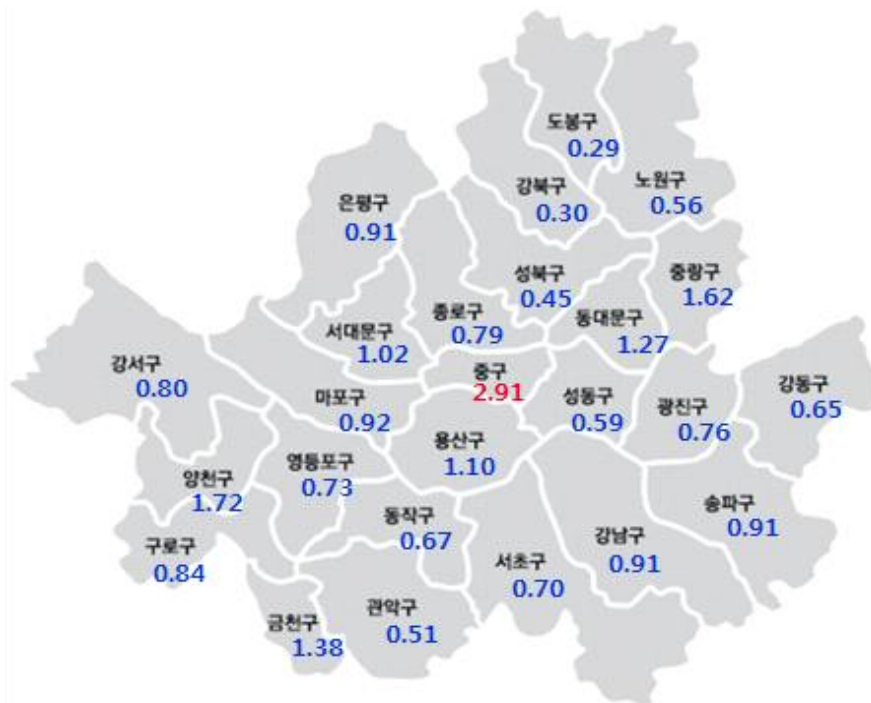 도봉구
0.29
강북구
0.30
노원구
0.56
은평구
0.91
성북구
0.45
중랑구
1.62
종로구
0.79
동대문구
1.27
서대문구
1.02
강서구
0.80
중구
2.91
마포구
0.92
성동구
0.59
광진구
0.76
강동구
0.65
용산구
1.10
영등포구
0.73
양천구
1.72
동작구
0.67
송파구
0.91
구로구
0.84
강남구
0.91
서초구
0.70
관악구
0.51
금천구
1.38